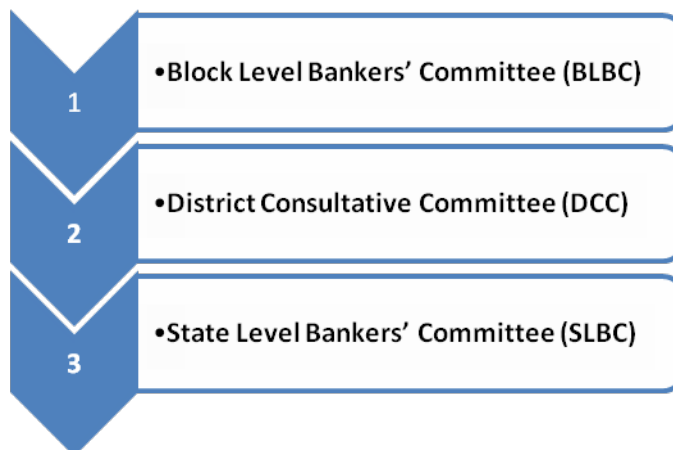 1
•Block Level Bankers’ Committee (BLBC)
2
•District Consultative Committee (DCC)
3
•State Level Bankers’ Committee (SLBC)